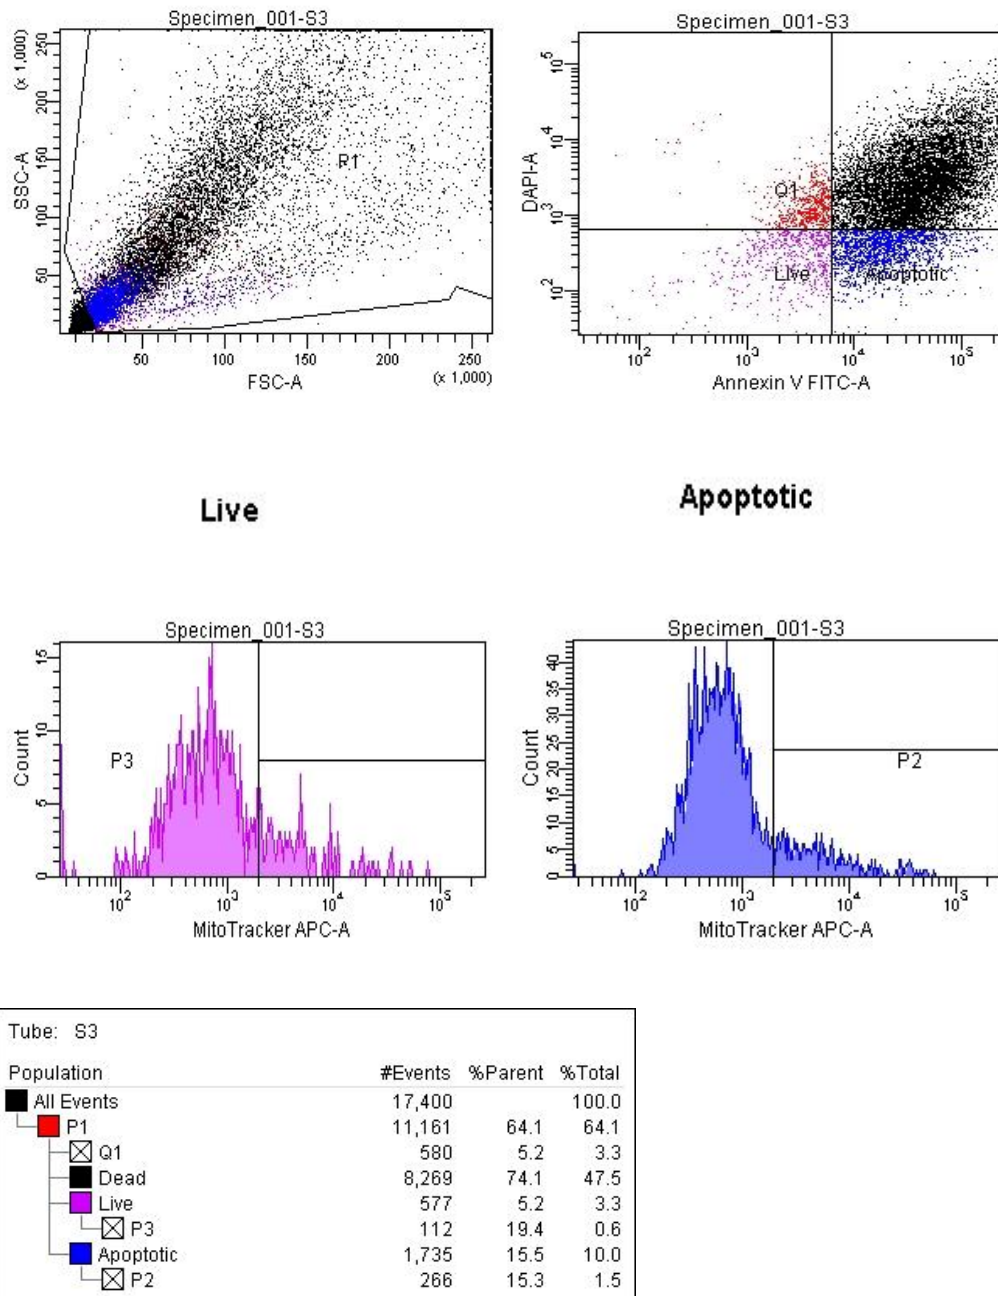 Specimen_001-S3
SSC-A
(x 1,000)
50 100 150 200 250
P1
50 100 150 200 250
FSC-A
(x 1,000)
Specimen_001-S3
DAPI-A
10^2 10^3 10^4 10^5
Q1
Live
Apoptotic
10^2 10^3 10^4 10^5
Annexin V FITC-A
Live
Apoptotic
Specimen_001-S3
Count
0 5 10 15
P3
10^2 10^3 10^4 10^5
MitoTracker APC-A
Specimen_001-S3
Count
0 5 10 15 20 25 30 35 40
P2
10^2 10^3 10^4 10^5
MitoTracker APC-A
Tube: S3
Population #Events %Parent %Total
All Events 17,400 100.0
P1 11,161 64.1 64.1
Q1 580 5.2 3.3
Dead 8,269 74.1 47.5
Live 577 5.2 3.3
P3 112 19.4 0.6
Apoptotic 1,735 15.5 10.0
P2 266 15.3 1.5